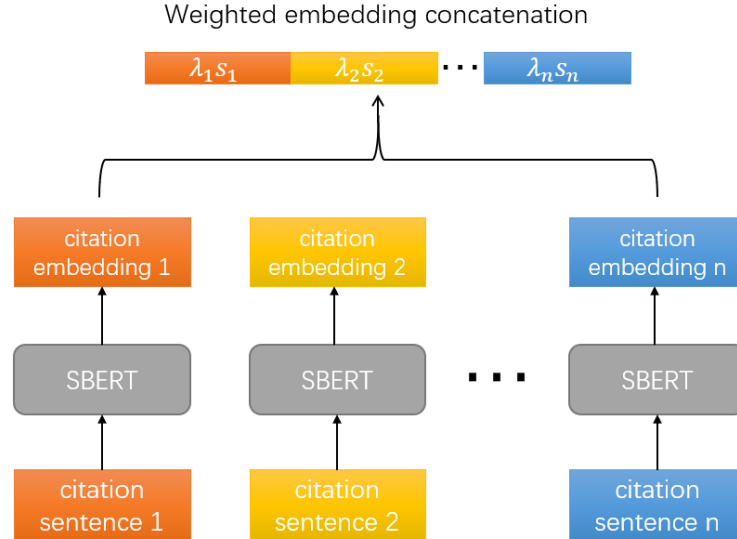 Weighted embedding concatenation
λ₁s₁ λ₂s₂ ··· λₙsₙ
citation embedding 1
citation embedding 2
citation embedding n
SBERT SBERT ··· SBERT
citation sentence 1
citation sentence 2
citation sentence n